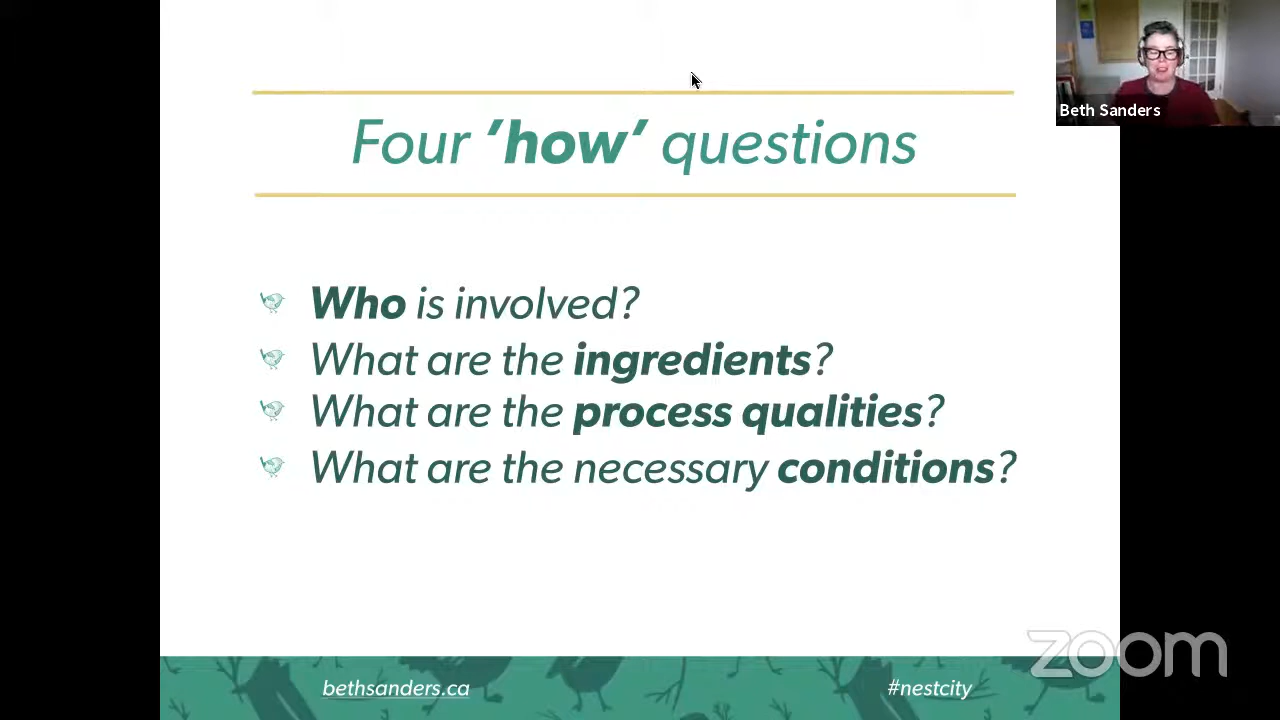 Beth Sanders
Four 'how' questions
Who is involved?
What are the ingredients?
What are the process qualities?
What are the necessary conditions?
zoom
bethsanders.ca
#nestcity